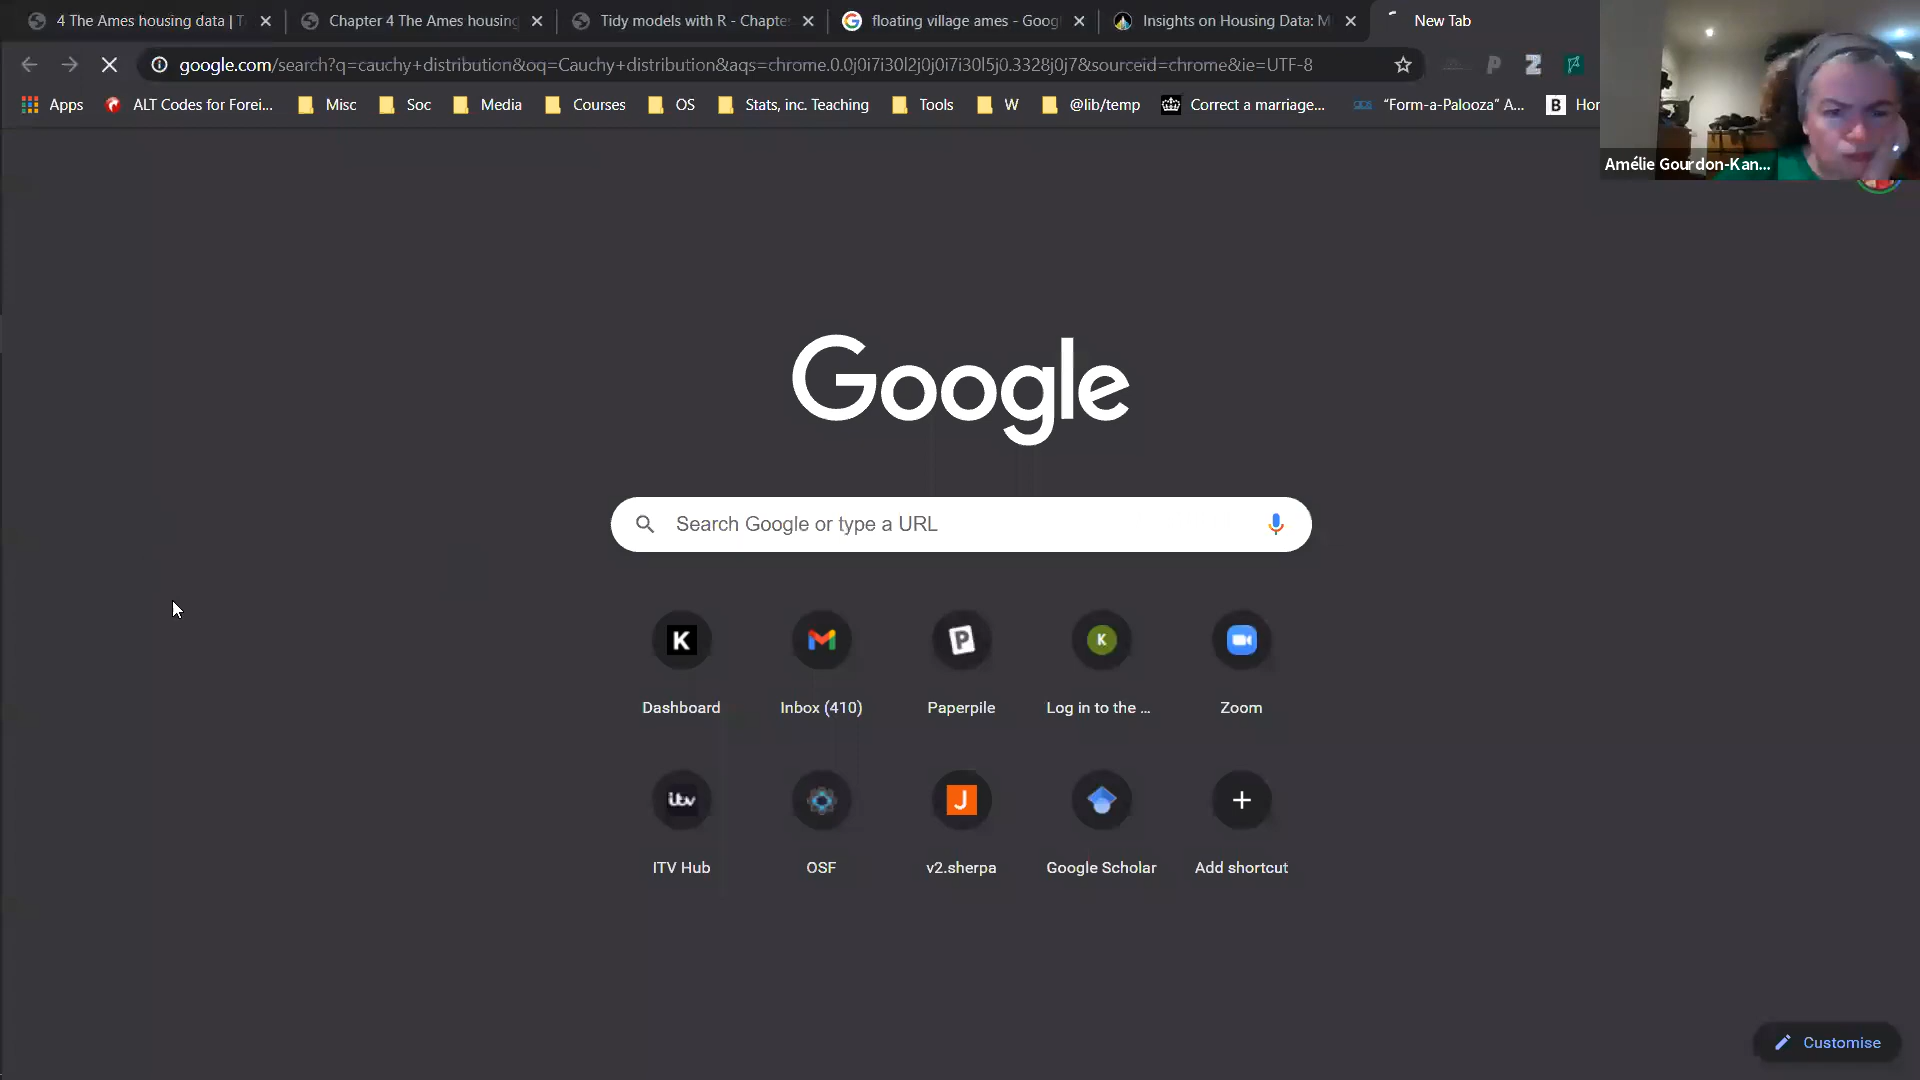 4 The Ames housing data | T
Chapter 4 The Ames housing
Tidy models with R - Chapte
floating village ames - Goog
Insights on Housing Data: M
New Tab
google.com/search?q=cauchy+distribution&oq=Cauchy+distribution&aqs=chrome.0.0j0i7i30l2j0j0i7i30l5j0.3328j0j7&sourceid=chrome&ie=UTF-8
Apps
ALT Codes for Forei...
Misc
Soc
Media
Courses
OS
Stats, inc. Teaching
Tools
W
@lib/temp
Correct a marriage...
"Form-a-Palooza" A...
B
Hor
Amélie Gourdon-Kan...
Google
Search Google or type a URL
K
P
K
Dashboard
Inbox (410)
Paperpile
Log in to the ...
Zoom
itv
J
ITV Hub
OSF
v2.sherpa
Google Scholar
Add shortcut
Customise